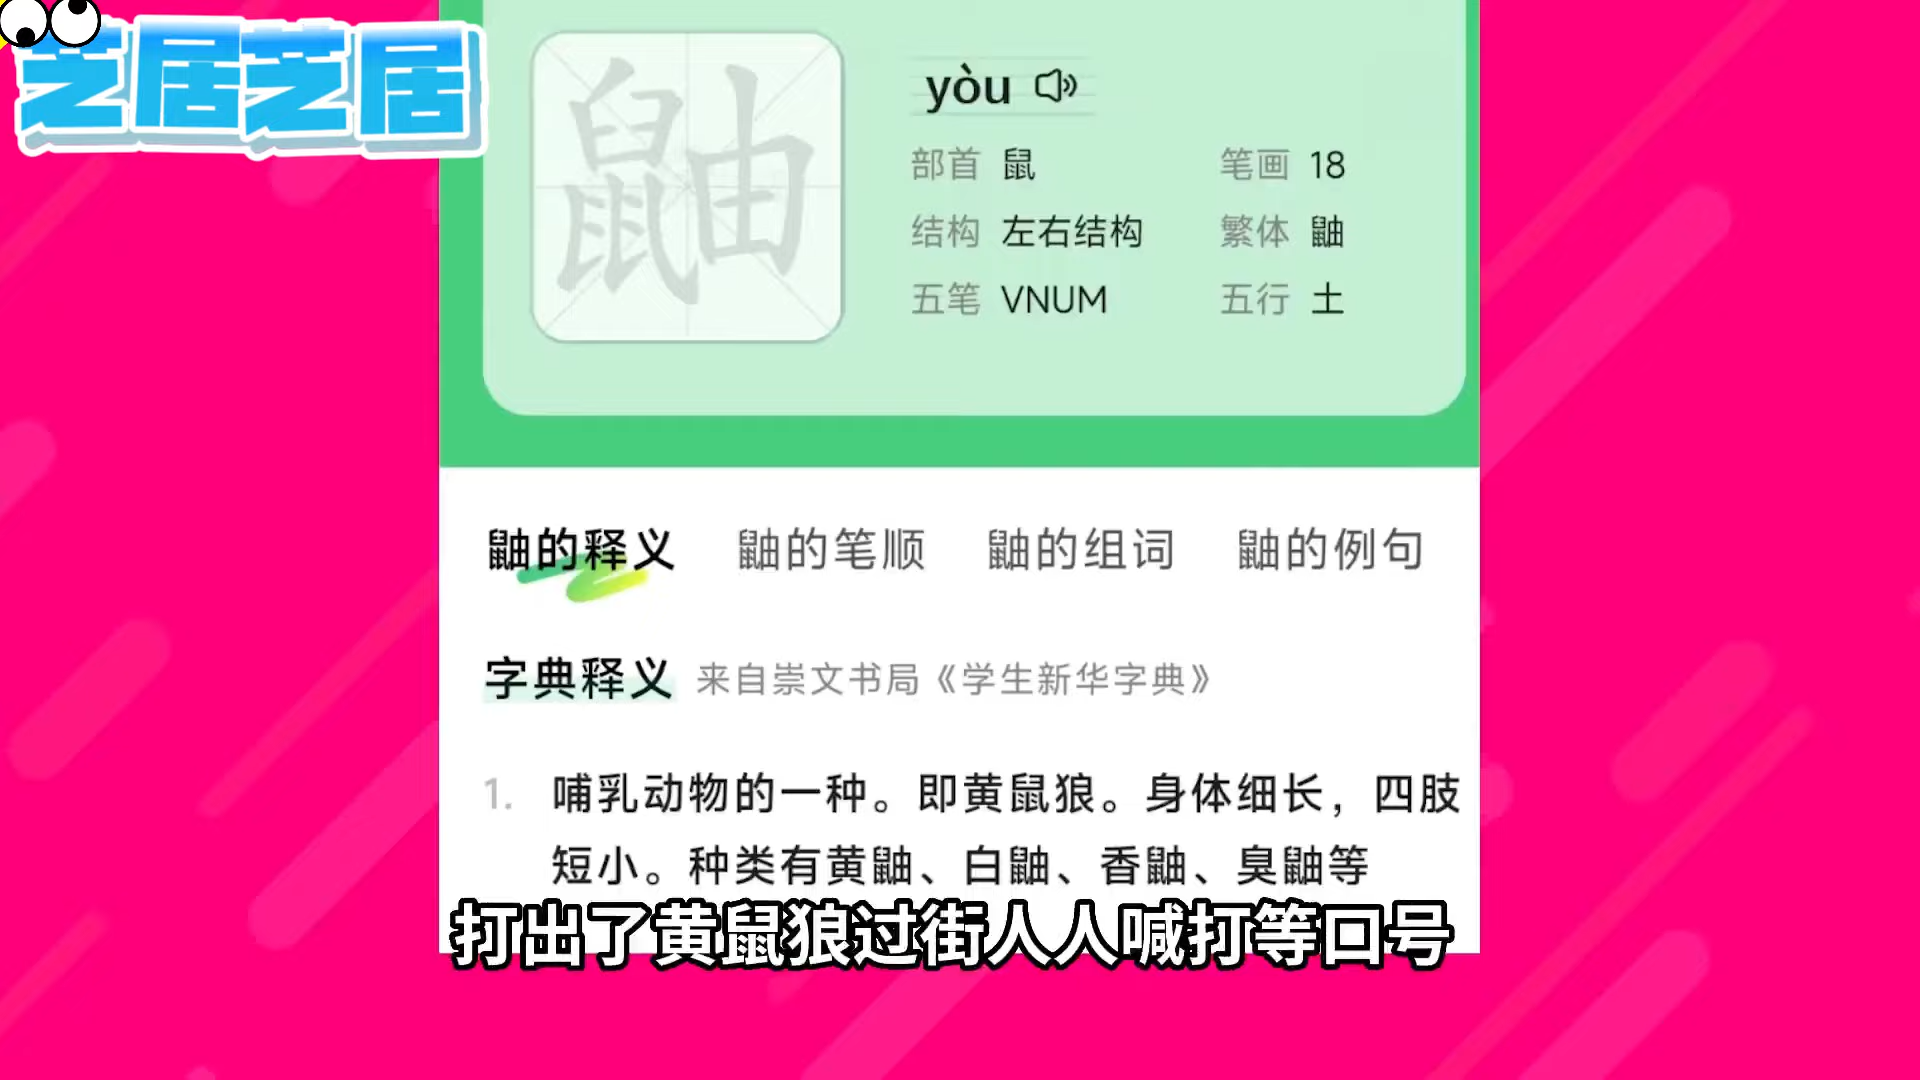 芝居芝居
鼬
yòu
部首 鼠 笔画 18
结构 左右结构 繁体 鼬
五笔 VNUM 五行 土
鼬的释义 鼬的笔顺 鼬的组词 鼬的例句
字典释义 来自崇文书局《学生新华字典》
1. 哺乳动物的一种。即黄鼠狼。身体细长，四肢
短小。种类有黄鼬、白鼬、香鼬、臭鼬等
打出了黄鼠狼过街人人喊打等口号